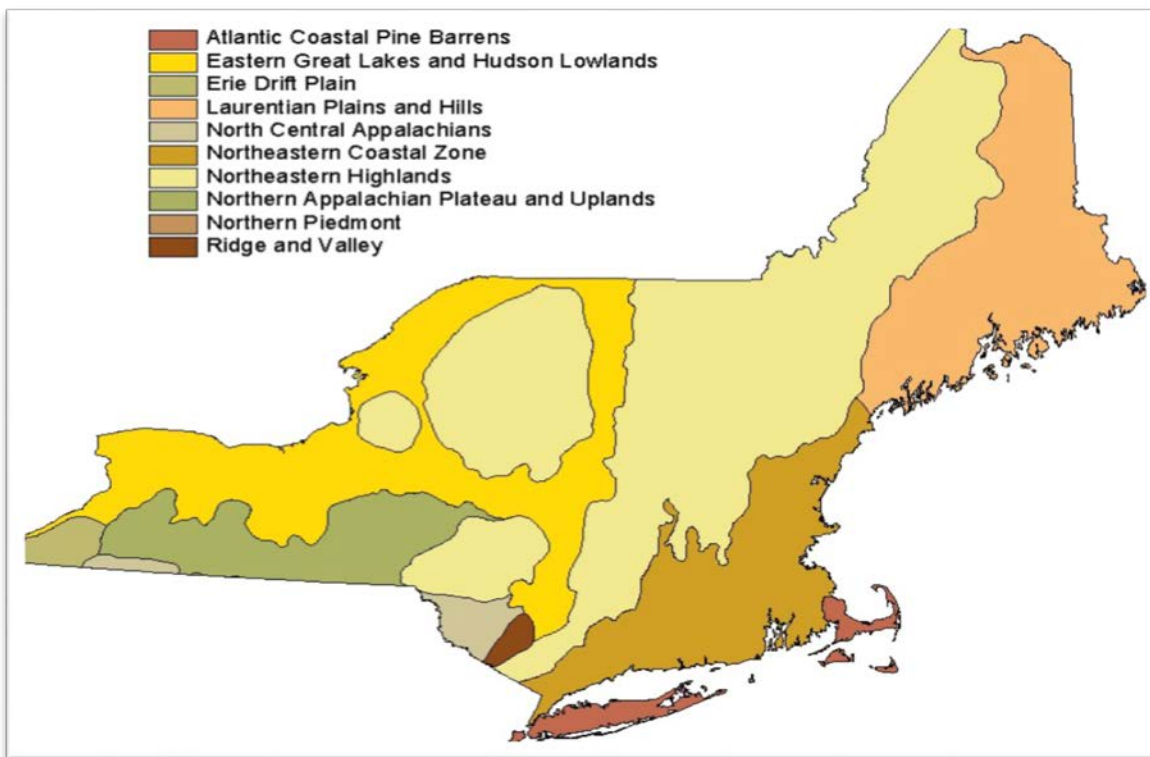 Atlantic Coastal Pine Barrens
Eastern Great Lakes and Hudson Lowlands
Erie Drift Plain
Laurentian Plains and Hills
North Central Appalachians
Northeastern Coastal Zone
Northeastern Highlands
Northern Appalachian Plateau and Uplands
Northern Piedmont
Ridge and Valley